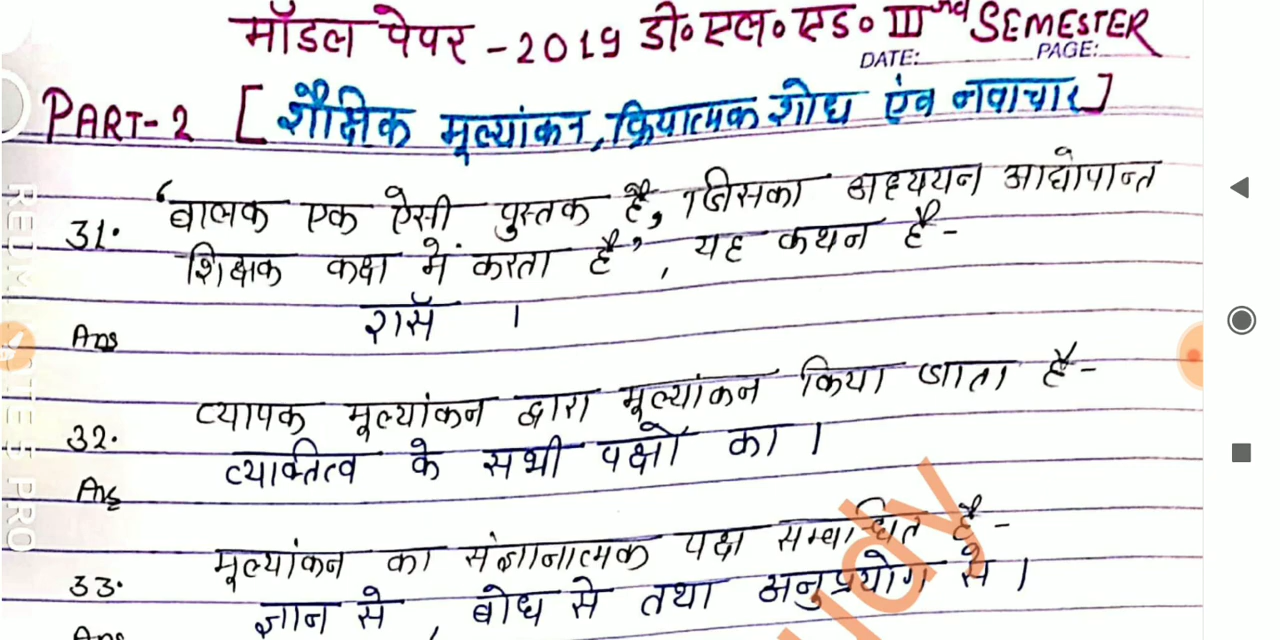 मॉडल पेपर - 2019 डी॰ एल॰ एड॰ III SEMESTER
DATE: PAGE:
PART-2 [शैक्षिक मूल्यांकन, क्रियात्मक शोध एंव नवाचार]
31. 'बालक एक ऐसी पुस्तक है, जिसका अध्ययन आद्योपान्त
शिक्षक कक्षा में करता है', यह कथन है-
Ans रॉस ।
32. व्यापक मूल्यांकन द्वारा मूल्यांकन किया जाता है-
Ans व्यक्तित्व के सभी पक्षों का ।
33. मूल्यांकन का संज्ञानात्मक पक्ष सम्बन्धित है-
Ans ज्ञान से, बोध से तथा अनुप्रयोग से ।